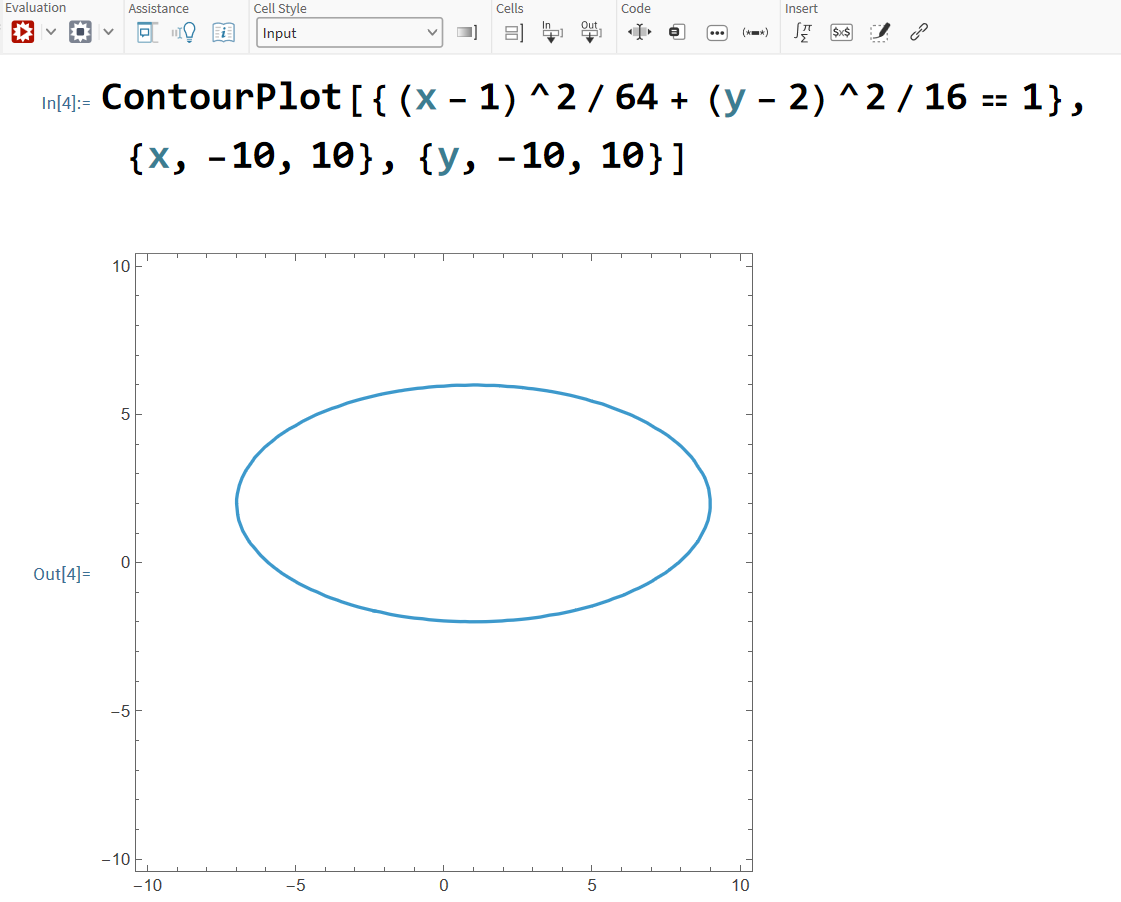 Evaluation Assistance Cell Style Cells Code Insert
Input In Out (▪▬▪) ∫π Σ $x$
In[4]:= ContourPlot[{(x – 1)^2/64 + (y – 2)^2/16 == 1},
{x, –10, 10}, {y, –10, 10}]
10
5
0
Out[4]=
–5
–10
–10 –5 0 5 10